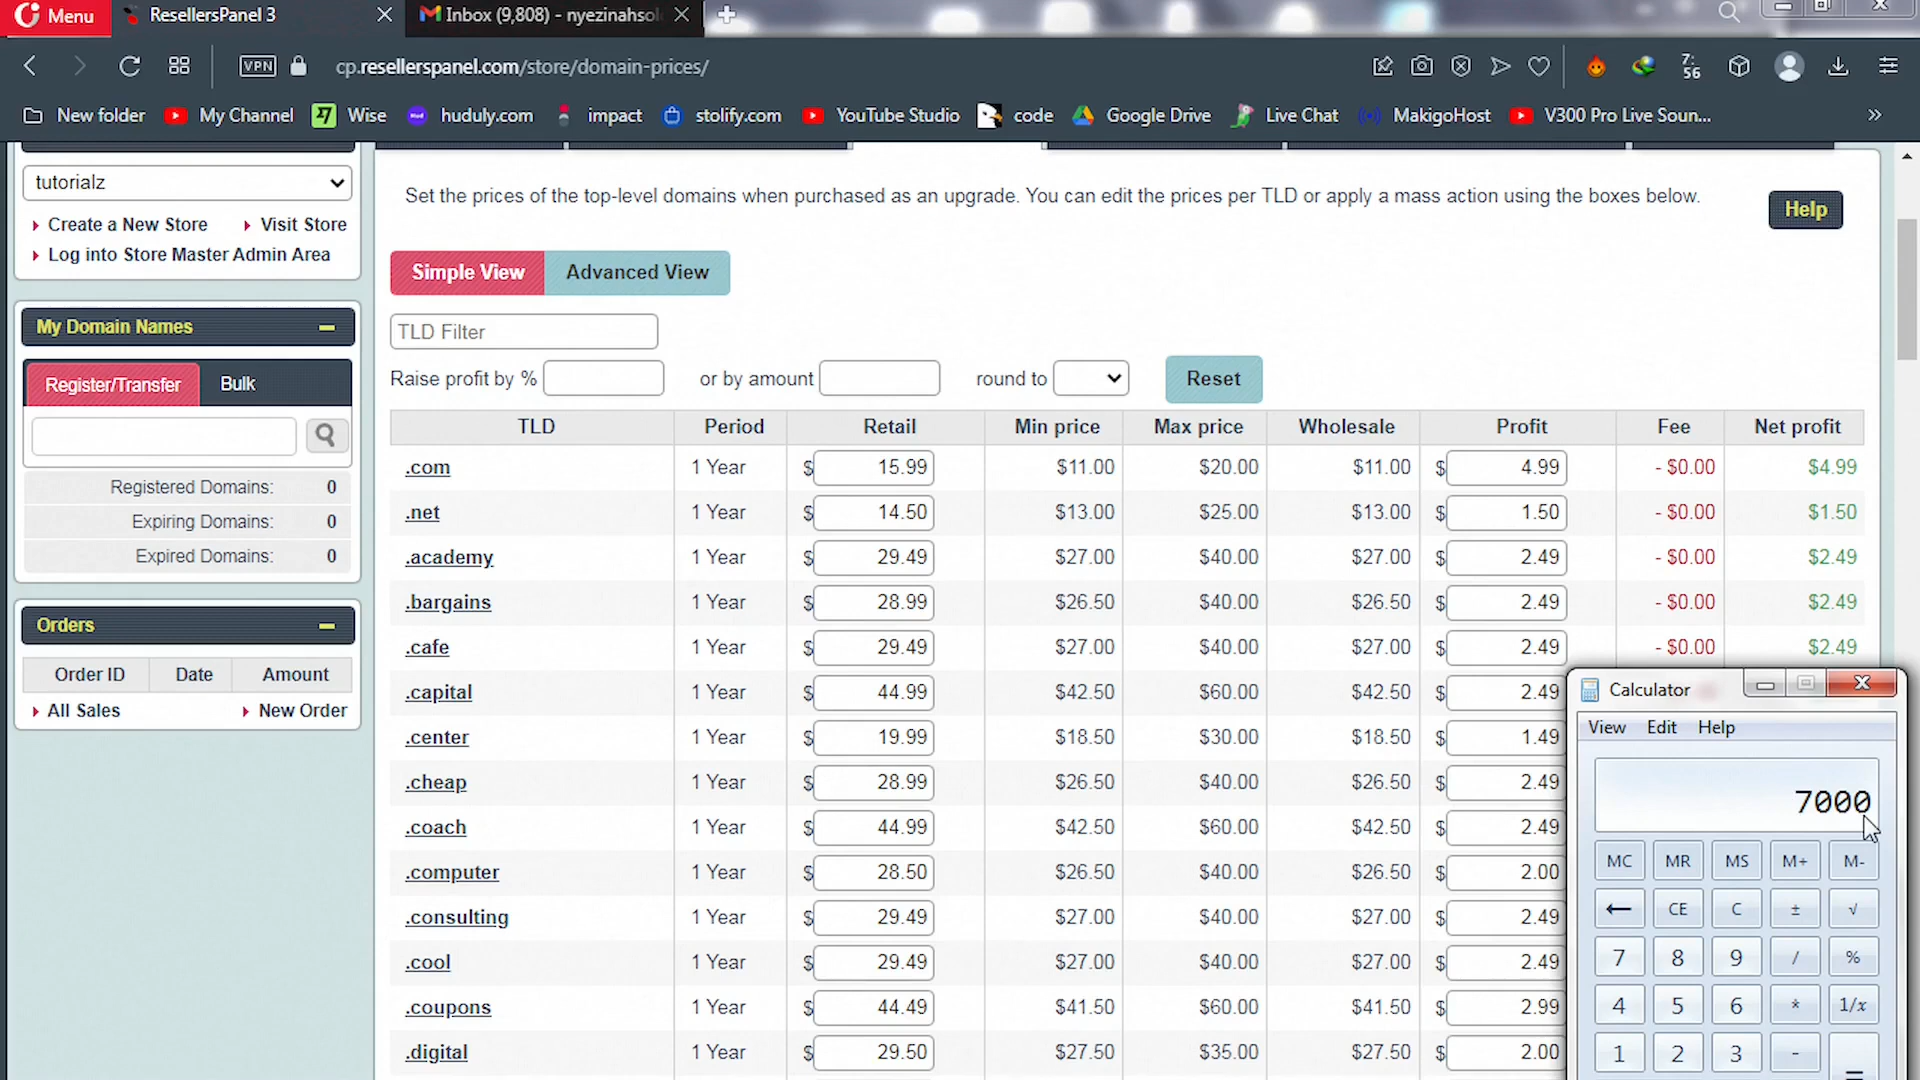 Menu
ResellersPanel 3
Inbox (9,808) - nyezinahsol
VPN
cp.resellerspanel.com/store/domain-prices/
7:
56
New folder
My Channel
Wise
huduly.com
impact
stolify.com
YouTube Studio
code
Google Drive
Live Chat
MakigoHost
V300 Pro Live Soun...
tutorialz
Create a New Store
Visit Store
Log into Store Master Admin Area
My Domain Names
Register/Transfer
Bulk
Registered Domains: 0
Expiring Domains: 0
Expired Domains: 0
Orders
Order ID Date Amount
All Sales
New Order
Set the prices of the top-level domains when purchased as an upgrade. You can edit the prices per TLD or apply a mass action using the boxes below.
Help
Simple View
Advanced View
TLD Filter
Raise profit by % or by amount round to Reset
TLD Period Retail Min price Max price Wholesale Profit Fee Net profit
.com 1 Year $ 15.99 $11.00 $20.00 $11.00 $ 4.99 - $0.00 $4.99
.net 1 Year $ 14.50 $13.00 $25.00 $13.00 $ 1.50 - $0.00 $1.50
.academy 1 Year $ 29.49 $27.00 $40.00 $27.00 $ 2.49 - $0.00 $2.49
.bargains 1 Year $ 28.99 $26.50 $40.00 $26.50 $ 2.49 - $0.00 $2.49
.cafe 1 Year $ 29.49 $27.00 $40.00 $27.00 $ 2.49 - $0.00 $2.49
.capital 1 Year $ 44.99 $42.50 $60.00 $42.50 $ 2.49
.center 1 Year $ 19.99 $18.50 $30.00 $18.50 $ 1.49
.cheap 1 Year $ 28.99 $26.50 $40.00 $26.50 $ 2.49
.coach 1 Year $ 44.99 $42.50 $60.00 $42.50 $ 2.49
.computer 1 Year $ 28.50 $26.50 $40.00 $26.50 $ 2.00
.consulting 1 Year $ 29.49 $27.00 $40.00 $27.00 $ 2.49
.cool 1 Year $ 29.49 $27.00 $40.00 $27.00 $ 2.49
.coupons 1 Year $ 44.49 $41.50 $60.00 $41.50 $ 2.99
.digital 1 Year $ 29.50 $27.50 $35.00 $27.50 $ 2.00
Calculator
View Edit Help
7000
MC MR MS M+ M-
← CE C ± √
7 8 9 / %
4 5 6 * 1/x
1 2 3 - =